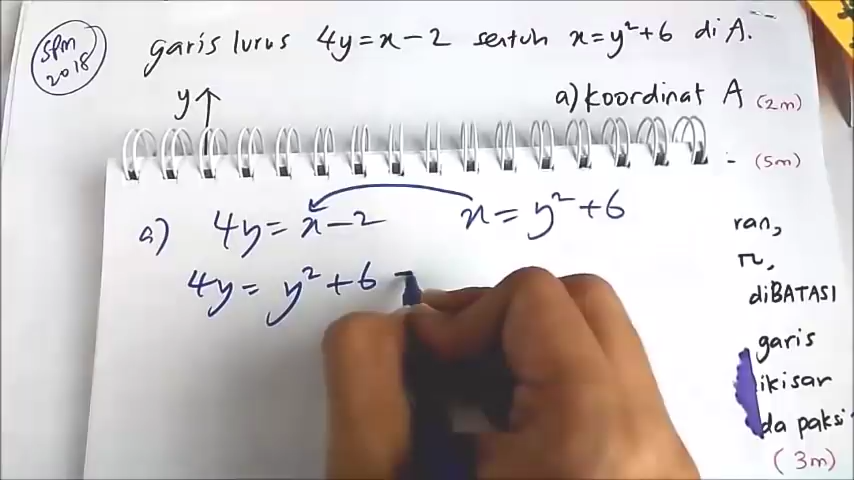 SPM 2018
garis lurus 4y = x - 2 sentuh x = y² + 6 di A.
y
a) koordinat A (2m)
- (5m)
a) 4y = x - 2 x = y² + 6
4y = y² + 6 -
ran,
π,
diBATASI
garis
ikisar
da paksi
(3m)